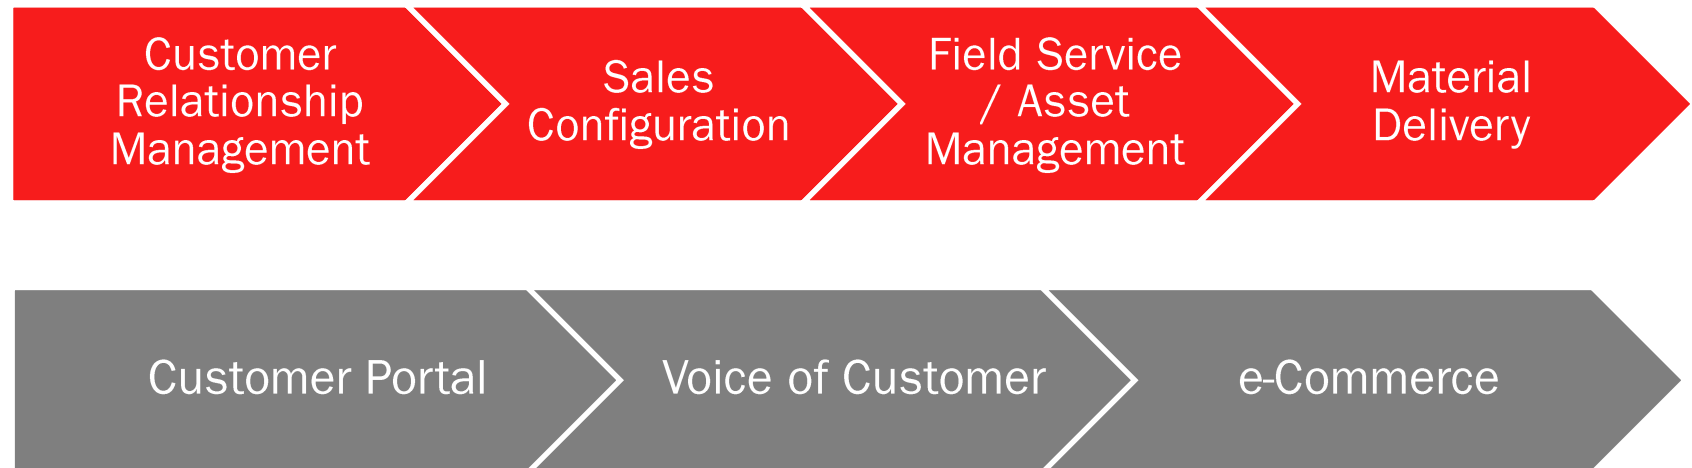 Customer
Relationship
Management
Sales
Configuration
Field Service
/ Asset
Management
Material
Delivery
Customer Portal
Voice of Customer
e-Commerce